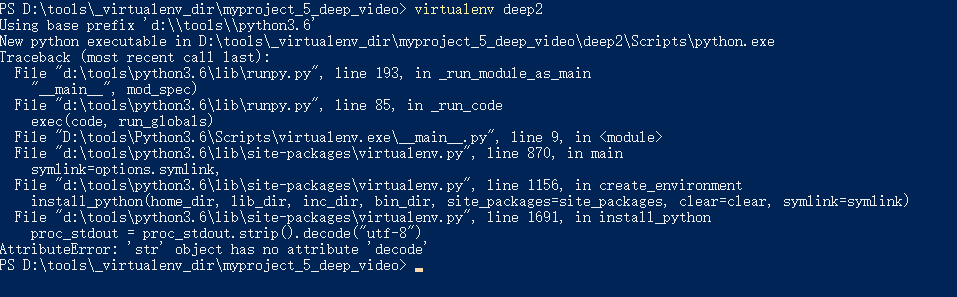 PS D:\tools\_virtualenv_dir\myproject_5_deep_video> virtualenv deep2
Using base prefix 'd:\\tools\\python3.6'
New python executable in D:\tools\_virtualenv_dir\myproject_5_deep_video\deep2\Scripts\python.exe
Traceback (most recent call last):
  File "d:\tools\python3.6\lib\runpy.py", line 193, in _run_module_as_main
    "__main__", mod_spec)
  File "d:\tools\python3.6\lib\runpy.py", line 85, in _run_code
    exec(code, run_globals)
  File "D:\tools\Python3.6\Scripts\virtualenv.exe\__main__.py", line 9, in <module>
  File "d:\tools\python3.6\lib\site-packages\virtualenv.py", line 870, in main
    symlink=options.symlink,
  File "d:\tools\python3.6\lib\site-packages\virtualenv.py", line 1156, in create_environment
    install_python(home_dir, lib_dir, inc_dir, bin_dir, site_packages=site_packages, clear=clear, symlink=symlink)
  File "d:\tools\python3.6\lib\site-packages\virtualenv.py", line 1691, in install_python
    proc_stdout = proc_stdout.strip().decode("utf-8")
AttributeError: 'str' object has no attribute 'decode'
PS D:\tools\_virtualenv_dir\myproject_5_deep_video>